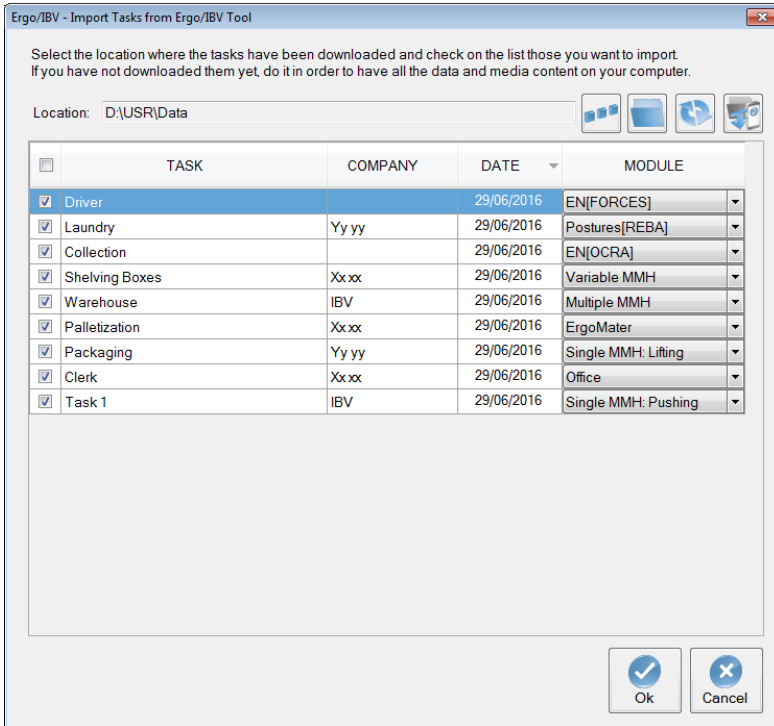 Ergo/IBV - Import Tasks from Ergo/IBV Tool
Select the location where the tasks have been downloaded and check on the list those you want to import.
If you have not downloaded them yet, do it in order to have all the data and media content on your computer.
Location: D:\USR\Data
TASK COMPANY DATE MODULE
Driver 29/06/2016 EN[FORCES]
Laundry Yy yy 29/06/2016 Postures[REBA]
Collection 29/06/2016 EN[OCRA]
Shelving Boxes Xx xx 29/06/2016 Variable MMH
Warehouse IBV 29/06/2016 Multiple MMH
Palletization Xx xx 29/06/2016 ErgoMater
Packaging Yy yy 29/06/2016 Single MMH: Lifting
Clerk Xx xx 29/06/2016 Office
Task 1 IBV 29/06/2016 Single MMH: Pushing
Ok Cancel